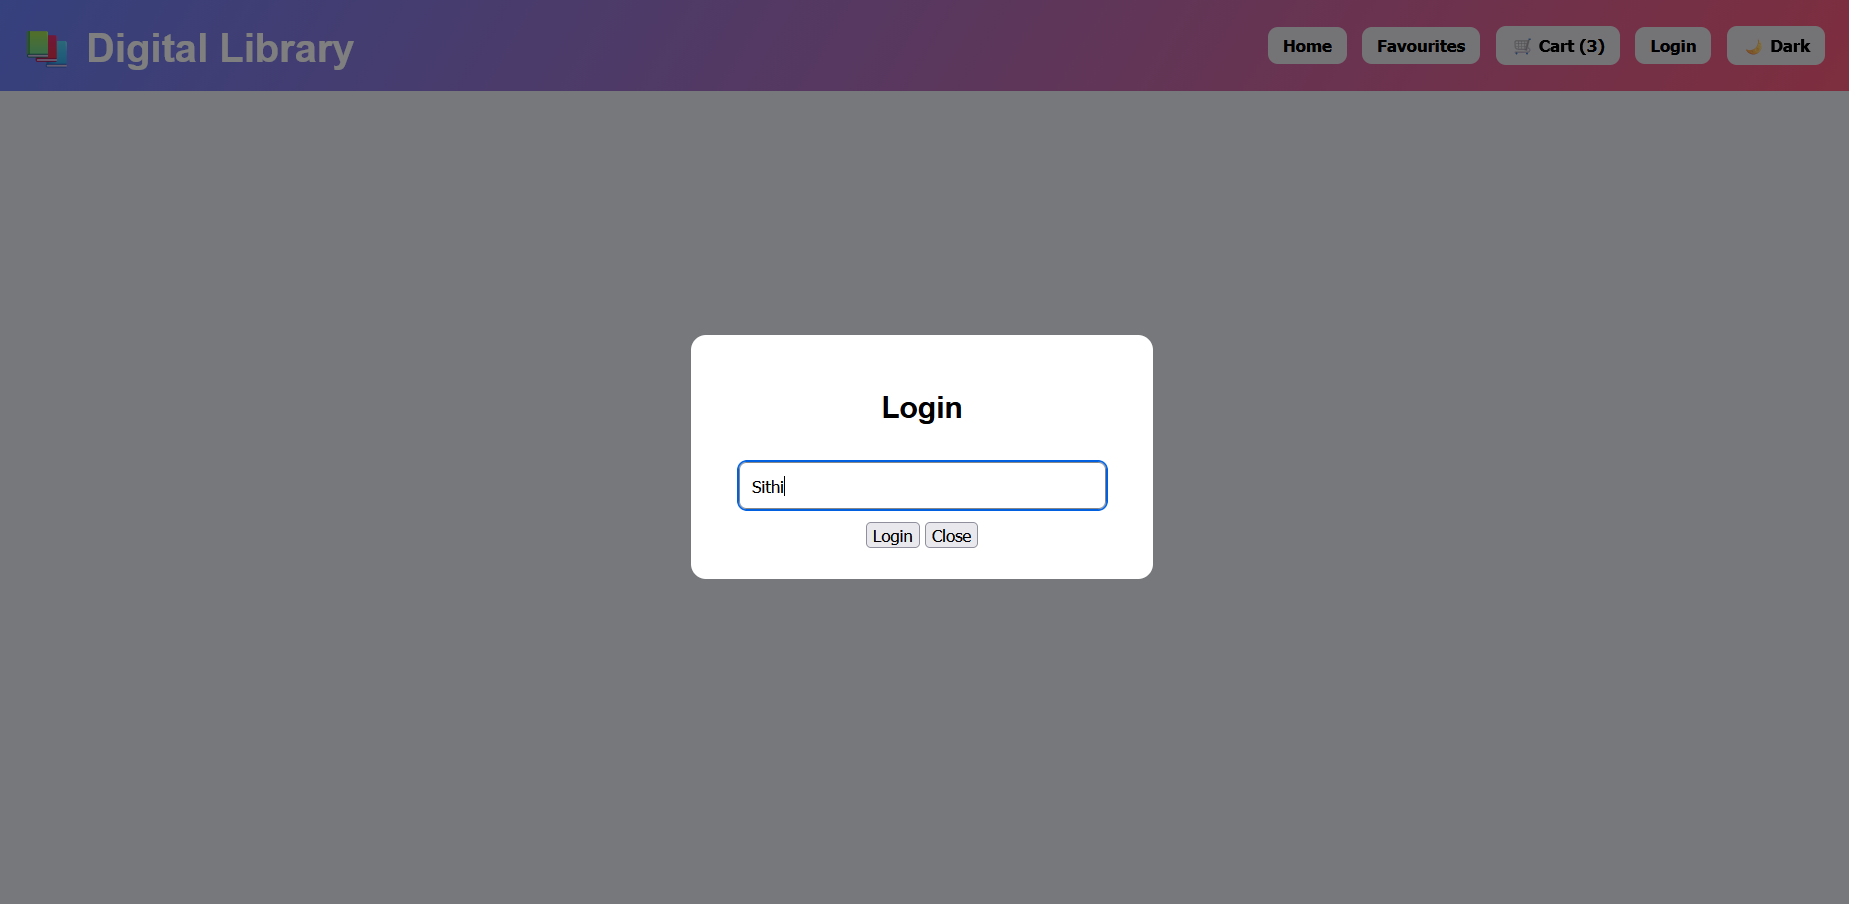 Digital Library
Home Favourites 🛒 Cart (3) Login 🌙 Dark
Login
Sithi
Login Close